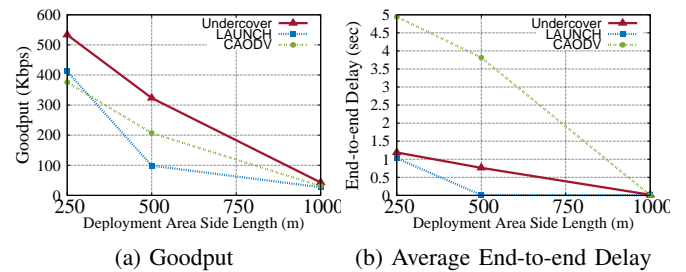 600
500
400
300
200
100
0
Goodput (Kbps)
Undercover
LAUNCH
CAODV
250
500
750
1000
Deployment Area Side Length (m)
(a) Goodput
5
4.5
4
3.5
3
2.5
2
1.5
1
0.5
0
End-to-end Delay (sec)
Undercover
LAUNCH
CAODV
250
500
750
1000
Deployment Area Side Length (m)
(b) Average End-to-end Delay